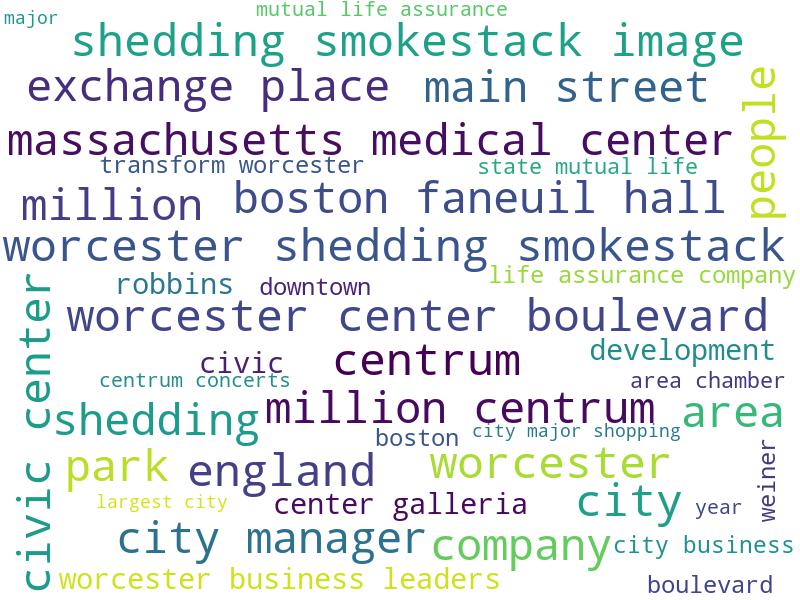 major
mutual life assurance
shedding smokestack image
exchange place
main street
people
massachusetts medical center
transform worcester
state mutual life
million
boston faneuil hall
worcester shedding smokestack
civic center
robbins
downtown
life assurance company
worcester center boulevard
civic
centrum
development
centrum concerts
area chamber
shedding
million centrum
area
boston
city major shopping
park
england
worcester
weiner
largest city
center galleria
city
year
city manager
company
city business
worcester business leaders
boulevard